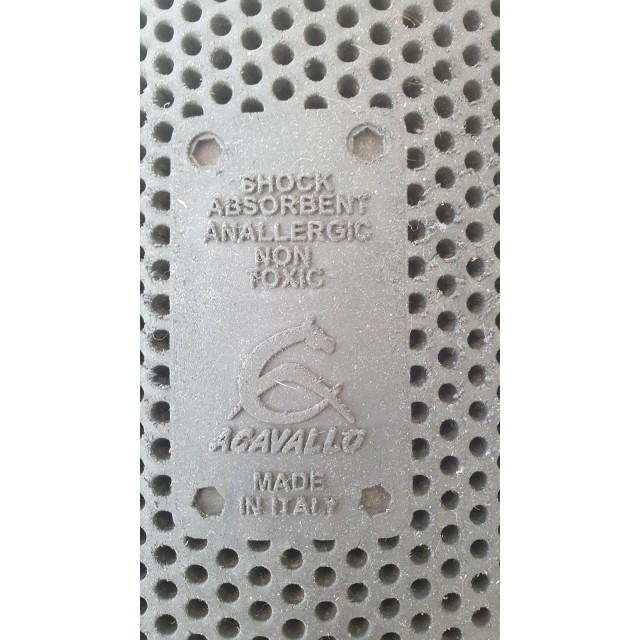 SHOCK
ABSORBENT
ANALLERGIC
NON
TOXIC
ACAVALLO
MADE
IN ITALY